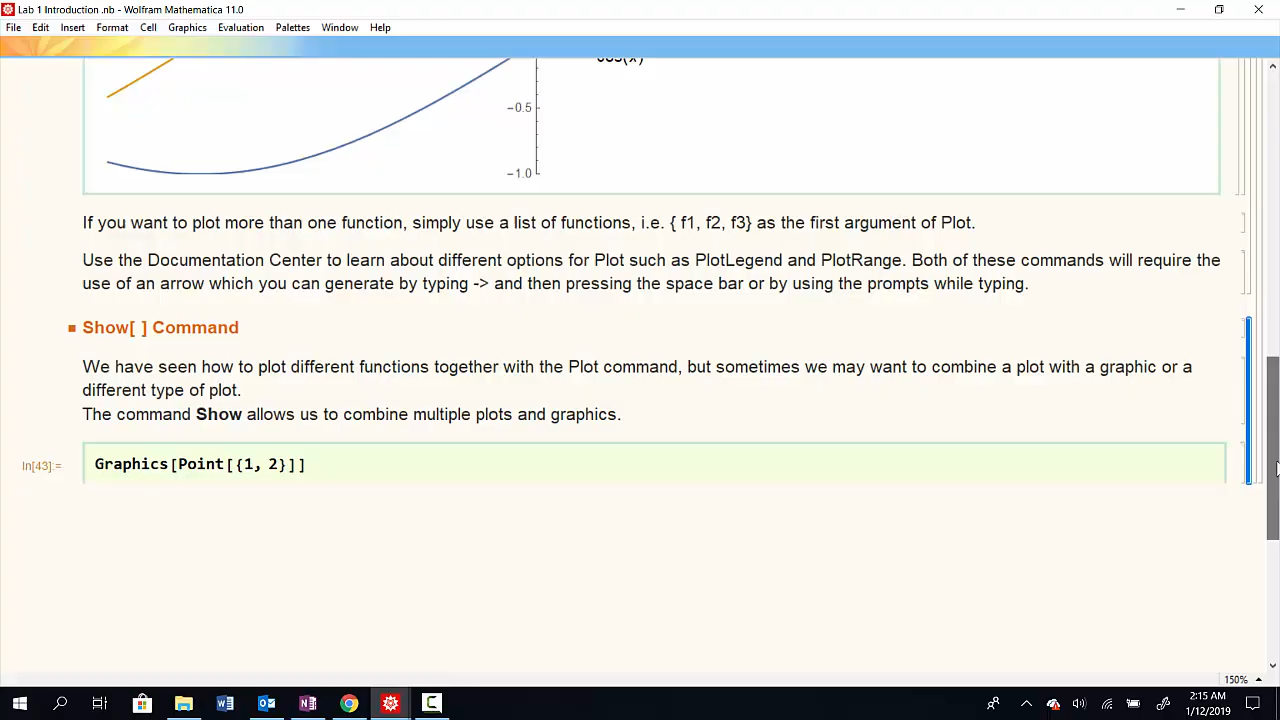 Lab 1 Introduction .nb - Wolfram Mathematica 11.0
File Edit Insert Format Cell Graphics Evaluation Palettes Window Help
cos(x)
−0.5
−1.0
If you want to plot more than one function, simply use a list of functions, i.e. { f1, f2, f3} as the first argument of Plot.
Use the Documentation Center to learn about different options for Plot such as PlotLegend and PlotRange. Both of these commands will require the
use of an arrow which you can generate by typing -> and then pressing the space bar or by using the prompts while typing.
Show[ ] Command
We have seen how to plot different functions together with the Plot command, but sometimes we may want to combine a plot with a graphic or a
different type of plot.
The command Show allows us to combine multiple plots and graphics.
In[43]:= Graphics[Point[{1, 2}]]
150%
2:15 AM
1/12/2019